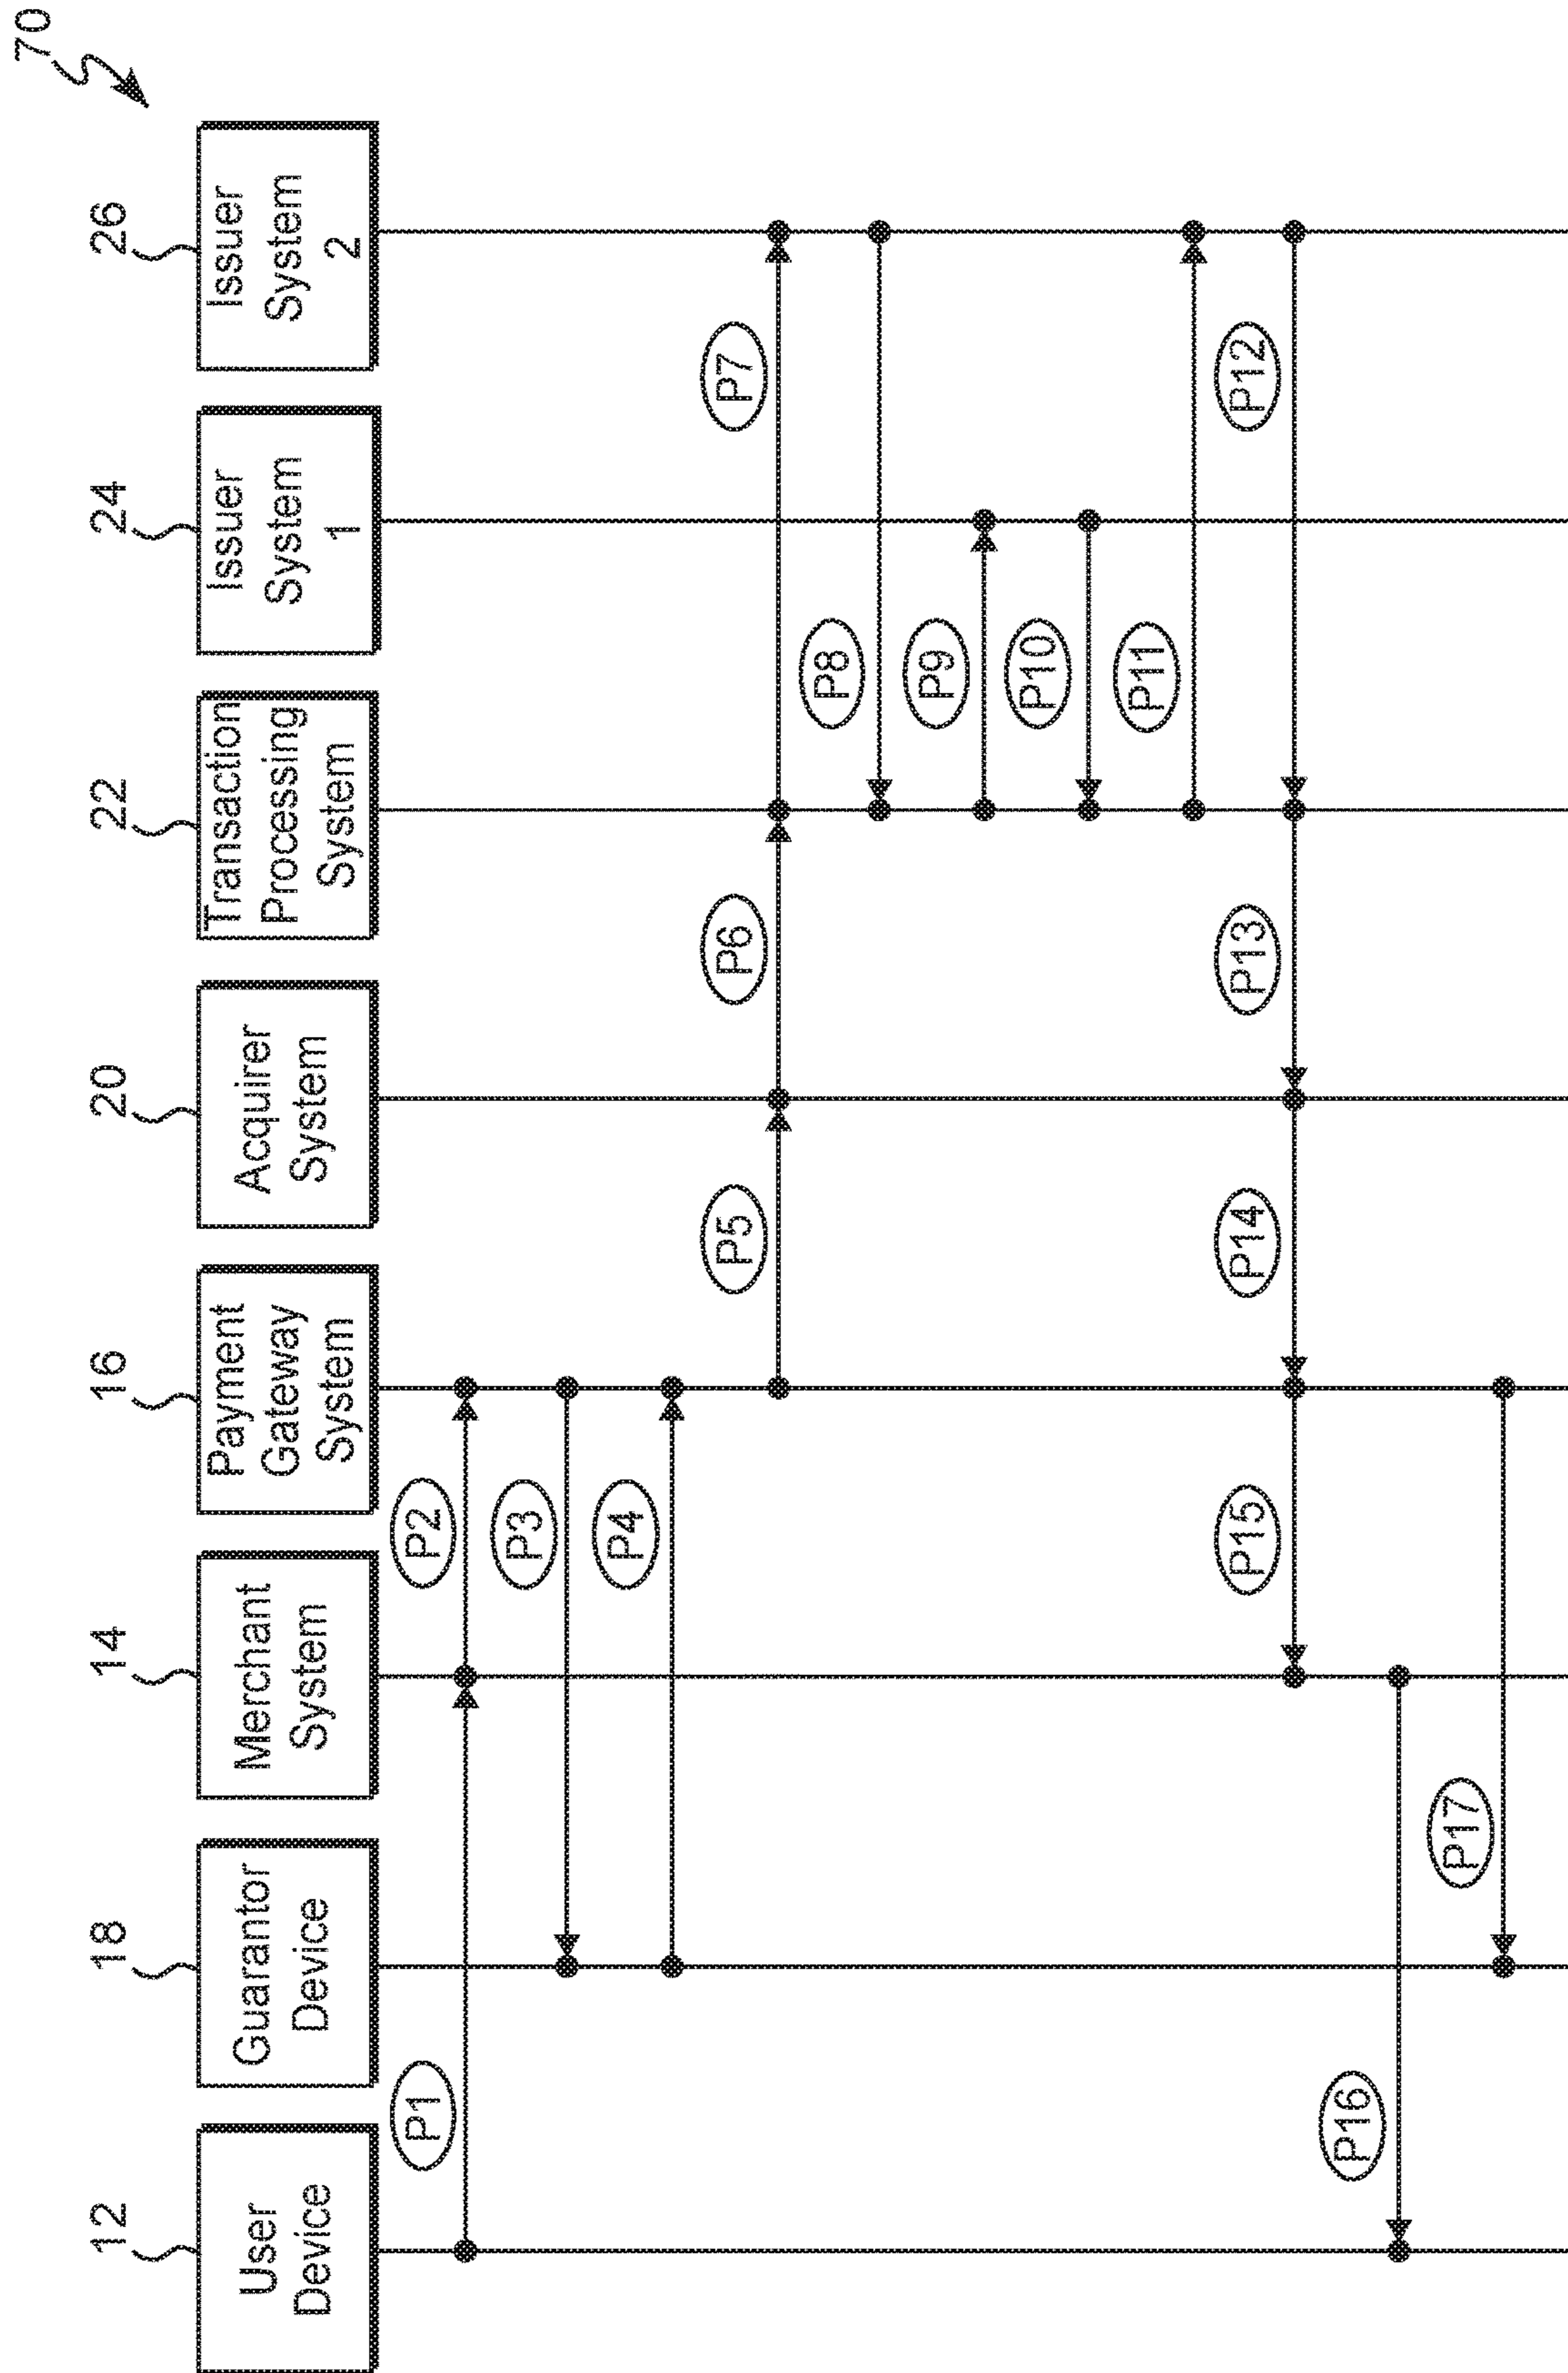 70
12
18
14
16
20
22
24
26
User
Device
Guarantor
Device
Merchant
System
Payment
Gateway
System
Acquirer
System
Transaction
Processing
System
Issuer
System
1
Issuer
System
2
P1
P2
P3
P4
P5
P6
P7
P8
P9
P10
P11
P12
P13
P14
P15
P16
P17